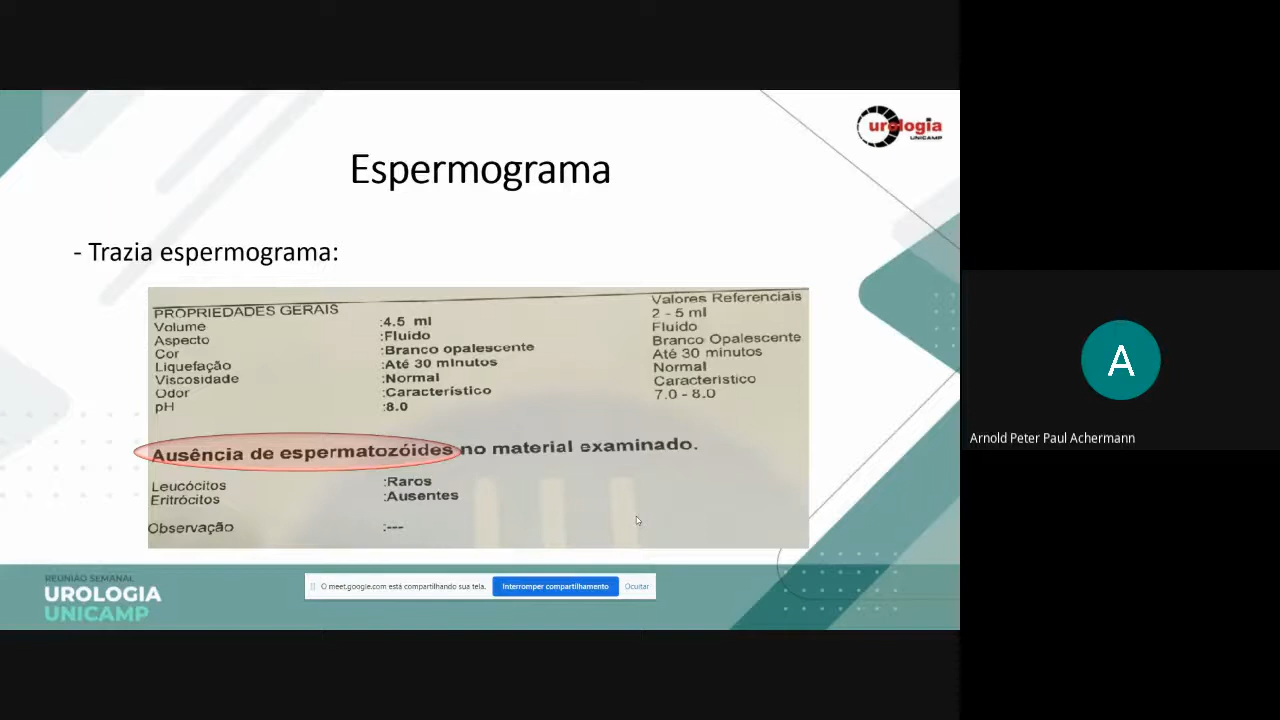 urologia
UNICAMP
Espermograma
- Trazia espermograma:
PROPRIEDADES GERAIS Valores Referenciais
Volume :4.5 ml 2 - 5 ml
Aspecto :Fluido Fluido
Cor :Branco opalescente Branco Opalescente
Liquefação :Até 30 minutos Até 30 minutos
Viscosidade :Normal Normal
Odor :Característico Característico
pH :8.0 7.0 - 8.0
Ausência de espermatozóides no material examinado.
Leucócitos :Raros
Eritrócitos :Ausentes
Observação :---
REUNIÃO SEMANAL
UROLOGIA
UNICAMP
O meet.google.com está compartilhando sua tela. Interromper compartilhamento Ocultar
A
Arnold Peter Paul Achermann